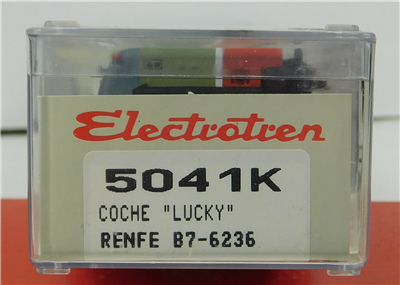 Electrotren
5041K
COCHE "LUCKY"
RENFE B7-6236